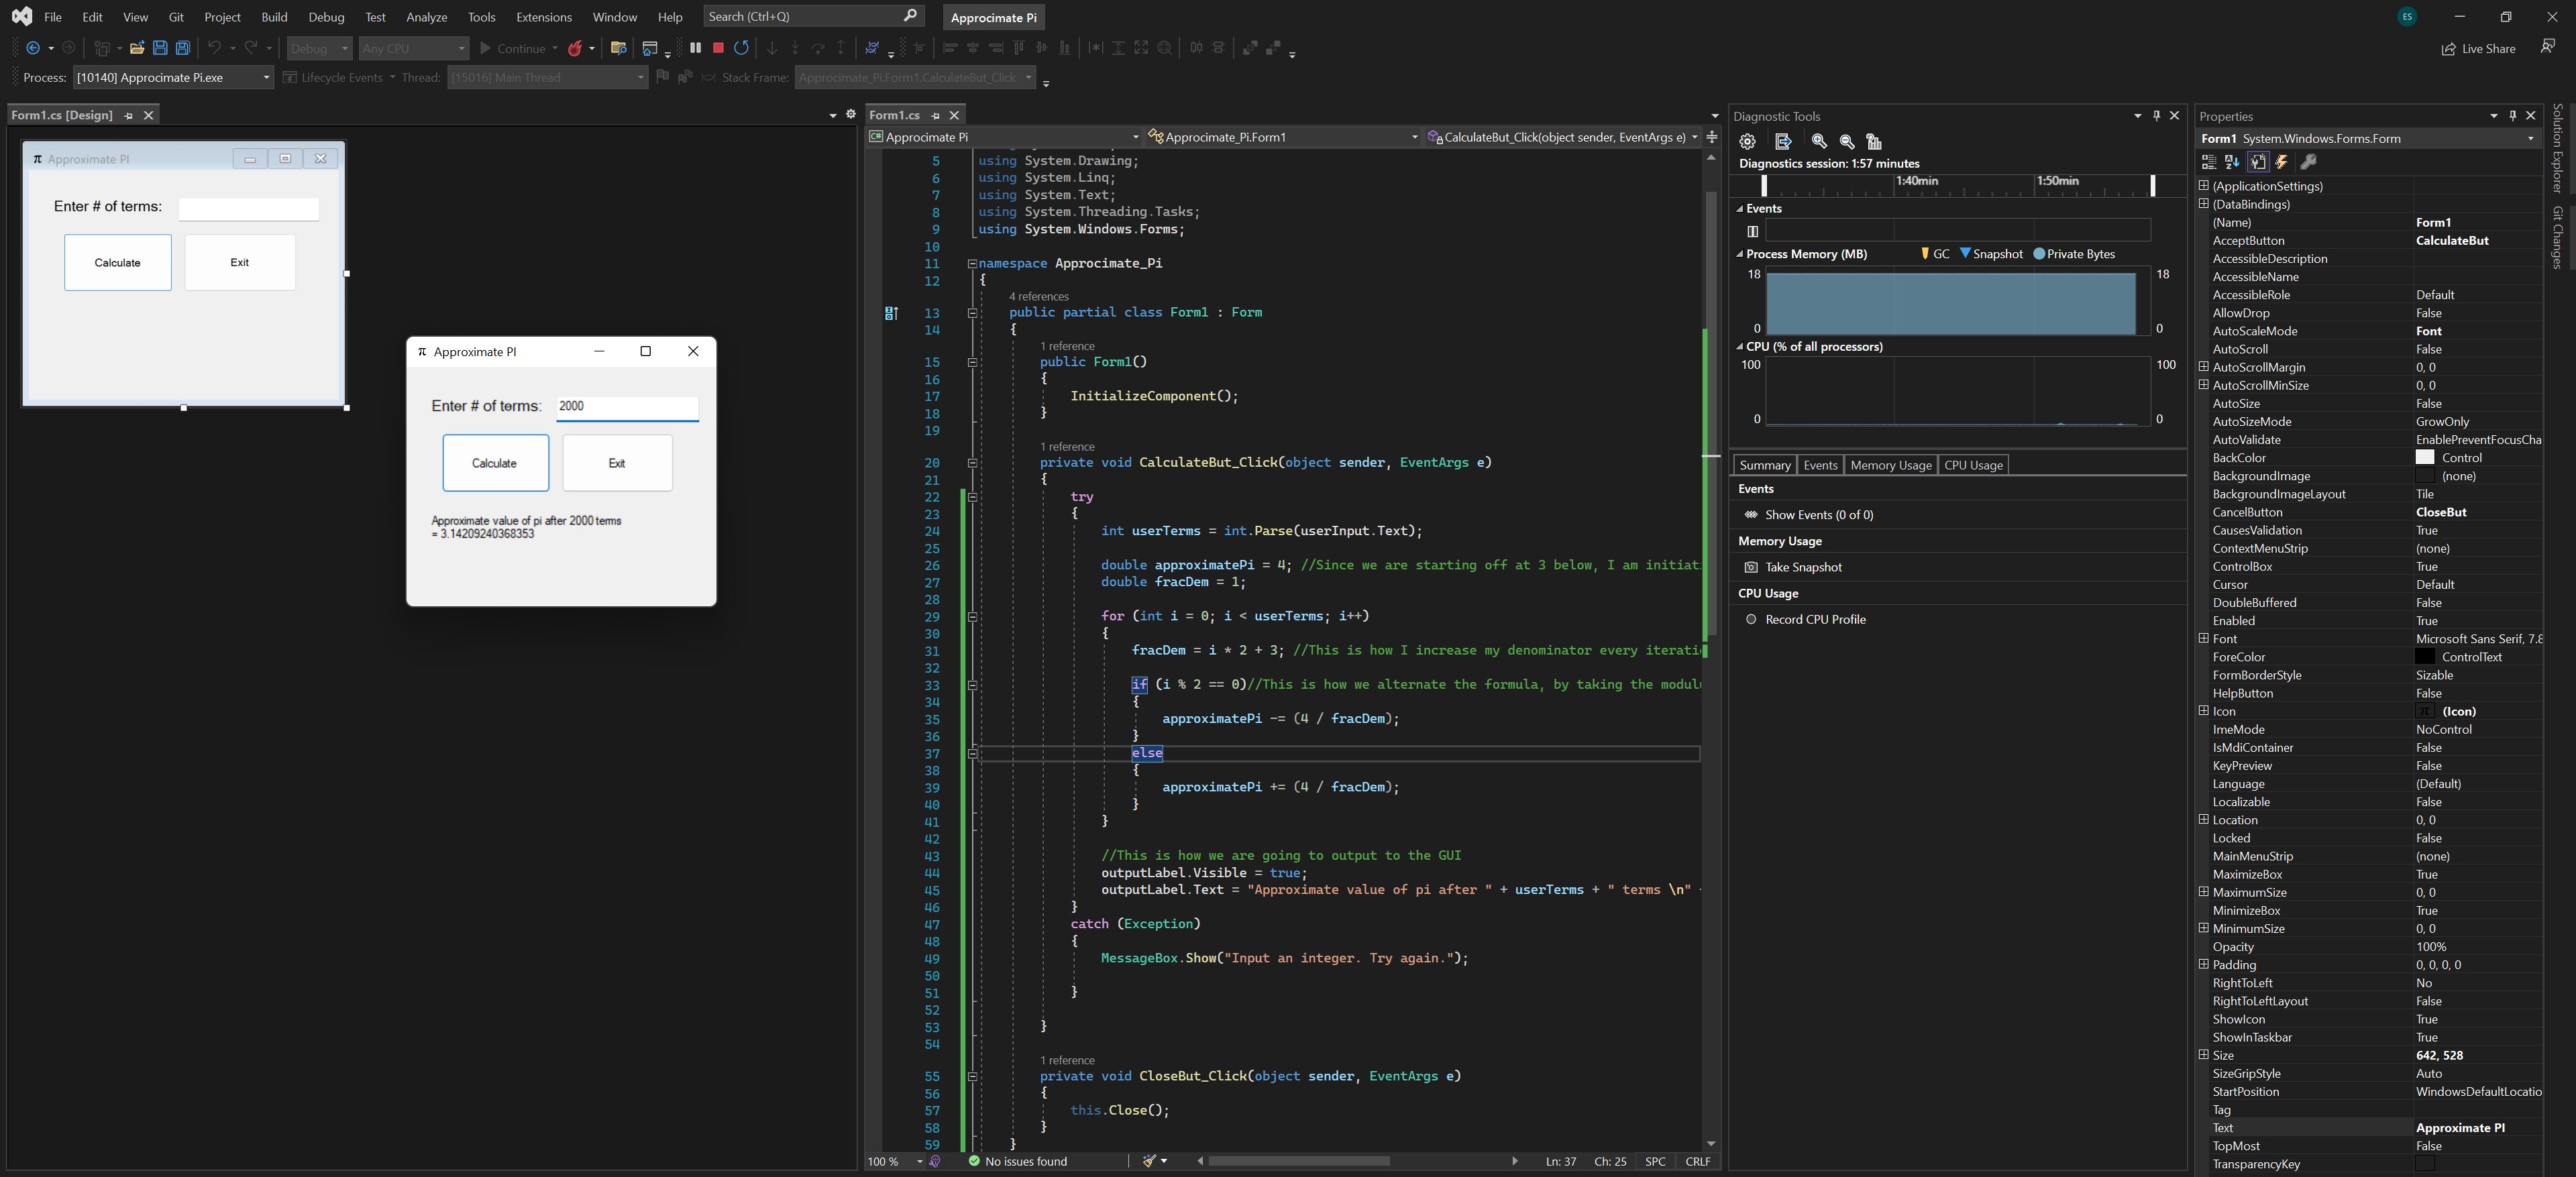 File Edit View Git Project Build Debug Test Analyze Tools Extensions Window Help Search (Ctrl+Q) Approcimate Pi ES
Debug Any CPU Continue Live Share
Process: [10140] Approcimate Pi.exe Lifecycle Events Thread: [15016] Main Thread Stack Frame: Approcimate_Pi.Form1.CalculateBut_Click
Form1.cs [Design]
π Approximate PI
Enter # of terms:
Calculate Exit
π Approximate PI
Enter # of terms: 2000
Calculate Exit
Approximate value of pi after 2000 terms
= 3.14209240368353
Form1.cs
C# Approcimate Pi Approcimate_Pi.Form1 CalculateBut_Click(object sender, EventArgs e)
5 using System.Drawing;
6 using System.Linq;
7 using System.Text;
8 using System.Threading.Tasks;
9 using System.Windows.Forms;
10
11 namespace Approcimate_Pi
12 {
4 references
13 public partial class Form1 : Form
14 {
1 reference
15 public Form1()
16 {
17 InitializeComponent();
18 }
19
1 reference
20 private void CalculateBut_Click(object sender, EventArgs e)
21 {
22 try
23 {
24 int userTerms = int.Parse(userInput.Text);
25
26 double approximatePi = 4; //Since we are starting off at 3 below, I am initiat
27 double fracDem = 1;
28
29 for (int i = 0; i < userTerms; i++)
30 {
31 fracDem = i * 2 + 3; //This is how I increase my denominator every iterati
32
33 if (i % 2 == 0)//This is how we alternate the formula, by taking the modul
34 {
35 approximatePi -= (4 / fracDem);
36 }
37 else
38 {
39 approximatePi += (4 / fracDem);
40 }
41 }
42
43 //This is how we are going to output to the GUI
44 outputLabel.Visible = true;
45 outputLabel.Text = "Approximate value of pi after " + userTerms + " terms \n"
46 }
47 catch (Exception)
48 {
49 MessageBox.Show("Input an integer. Try again.");
50
51 }
52
53 }
54
1 reference
55 private void CloseBut_Click(object sender, EventArgs e)
56 {
57 this.Close();
58 }
59 }
100 % No issues found Ln: 37 Ch: 25 SPC CRLF
Diagnostic Tools
Diagnostics session: 1:57 minutes
1:40min 1:50min
Events
Process Memory (MB) GC Snapshot Private Bytes
18 18
0 0
CPU (% of all processors)
100 100
0 0
Summary Events Memory Usage CPU Usage
Events
Show Events (0 of 0)
Memory Usage
Take Snapshot
CPU Usage
Record CPU Profile
Properties
Form1 System.Windows.Forms.Form
(ApplicationSettings)
(DataBindings)
(Name) Form1
AcceptButton CalculateBut
AccessibleDescription
AccessibleName
AccessibleRole Default
AllowDrop False
AutoScaleMode Font
AutoScroll False
AutoScrollMargin 0, 0
AutoScrollMinSize 0, 0
AutoSize False
AutoSizeMode GrowOnly
AutoValidate EnablePreventFocusCha
BackColor Control
BackgroundImage (none)
BackgroundImageLayout Tile
CancelButton CloseBut
CausesValidation True
ContextMenuStrip (none)
ControlBox True
Cursor Default
DoubleBuffered False
Enabled True
Font Microsoft Sans Serif, 7.8
ForeColor ControlText
FormBorderStyle Sizable
HelpButton False
Icon π (Icon)
ImeMode NoControl
IsMdiContainer False
KeyPreview False
Language (Default)
Localizable False
Location 0, 0
Locked False
MainMenuStrip (none)
MaximizeBox True
MaximumSize 0, 0
MinimizeBox True
MinimumSize 0, 0
Opacity 100%
Padding 0, 0, 0, 0
RightToLeft No
RightToLeftLayout False
ShowIcon True
ShowInTaskbar True
Size 642, 528
SizeGripStyle Auto
StartPosition WindowsDefaultLocatio
Tag
Text Approximate PI
TopMost False
TransparencyKey
Solution Explorer
Git Changes